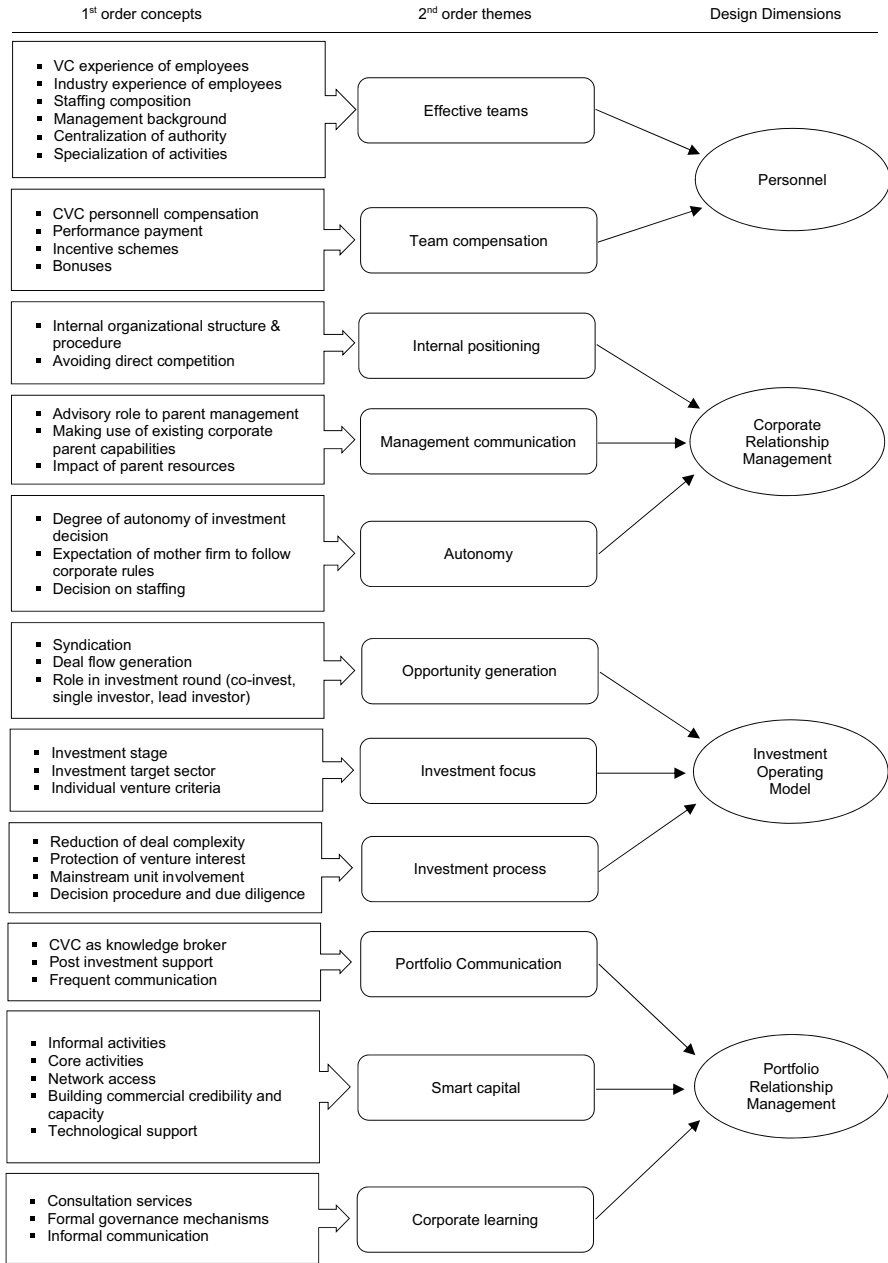 1st order concepts
2nd order themes
Design Dimensions
▪ VC experience of employees
▪ Industry experience of employees
▪ Staffing composition
▪ Management background
▪ Centralization of authority
▪ Specialization of activities
Effective teams
Personnel
▪ CVC personnell compensation
▪ Performance payment
▪ Incentive schemes
▪ Bonuses
Team compensation
▪ Internal organizational structure &
procedure
▪ Avoiding direct competition
Internal positioning
▪ Advisory role to parent management
▪ Making use of existing corporate
parent capabilities
▪ Impact of parent resources
Management communication
Corporate
Relationship
Management
▪ Degree of autonomy of investment
decision
▪ Expectation of mother firm to follow
corporate rules
▪ Decision on staffing
Autonomy
▪ Syndication
▪ Deal flow generation
▪ Role in investment round (co-invest,
single investor, lead investor)
Opportunity generation
▪ Investment stage
▪ Investment target sector
▪ Individual venture criteria
Investment focus
Investment
Operating
Model
▪ Reduction of deal complexity
▪ Protection of venture interest
▪ Mainstream unit involvement
▪ Decision procedure and due diligence
Investment process
▪ CVC as knowledge broker
▪ Post investment support
▪ Frequent communication
Portfolio Communication
▪ Informal activities
▪ Core activities
▪ Network access
▪ Building commercial credibility and
capacity
▪ Technological support
Smart capital
Portfolio
Relationship
Management
▪ Consultation services
▪ Formal governance mechanisms
▪ Informal communication
Corporate learning